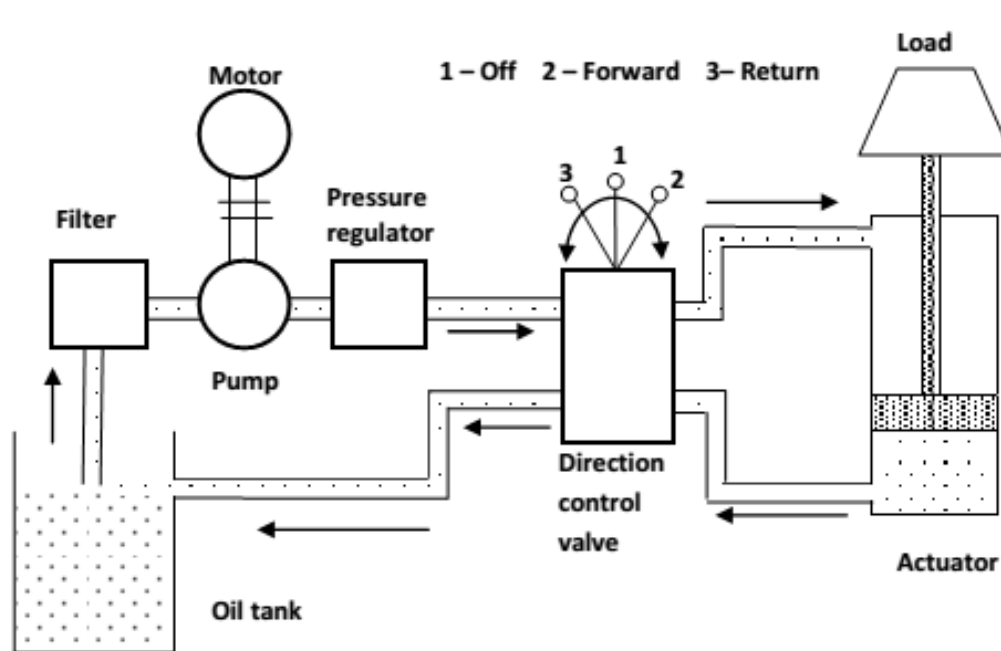 Load
Motor
1 – Off 2 – Forward 3– Return
1
3
2
Pressure
regulator
Filter
Pump
Direction
control
valve
Actuator
Oil tank